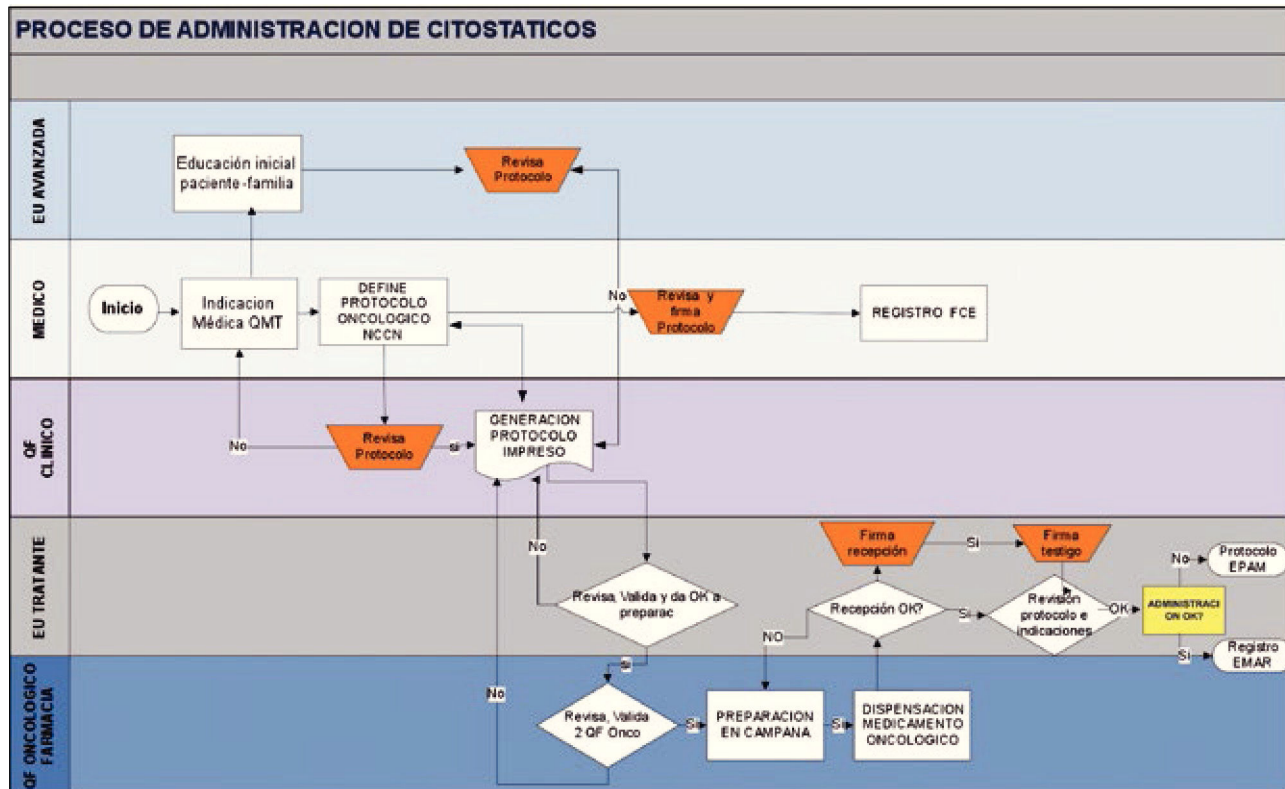 PROCESO DE ADMINISTRACION DE CITOSTATICOS
EU AVANZADA
Educación inicial
paciente-familia
Revisa
Protocolo
MEDICO
Inicio
Indicacion
Médica QMT
DEFINE
PROTOCOLO
ONCOLOGICO
NCCN
No
Revisa y
firma
Protocolo
REGISTRO FCE
QF
CLINICO
No
Revisa
Protocolo
si
GENERACION
PROTOCOLO
IMPRESO
EU TRATANTE
No
Revisa, Valida y da OK a
preparac
si
Firma
recepción
Si
Firma
testigo
Recepción OK?
NO
Si
Revisión
protocolo e
indicaciones
OK
ADMINISTRACI
ON OK?
No
Protocolo
EPAM
Si
Registro
EMAR
QF ONCOLOGICO
FARMACIA
No
Revisa, Valida
2 QF Onco
Si
PREPARACION
EN CAMPANA
Si
DISPENSACION
MEDICAMENTO
ONCOLOGICO